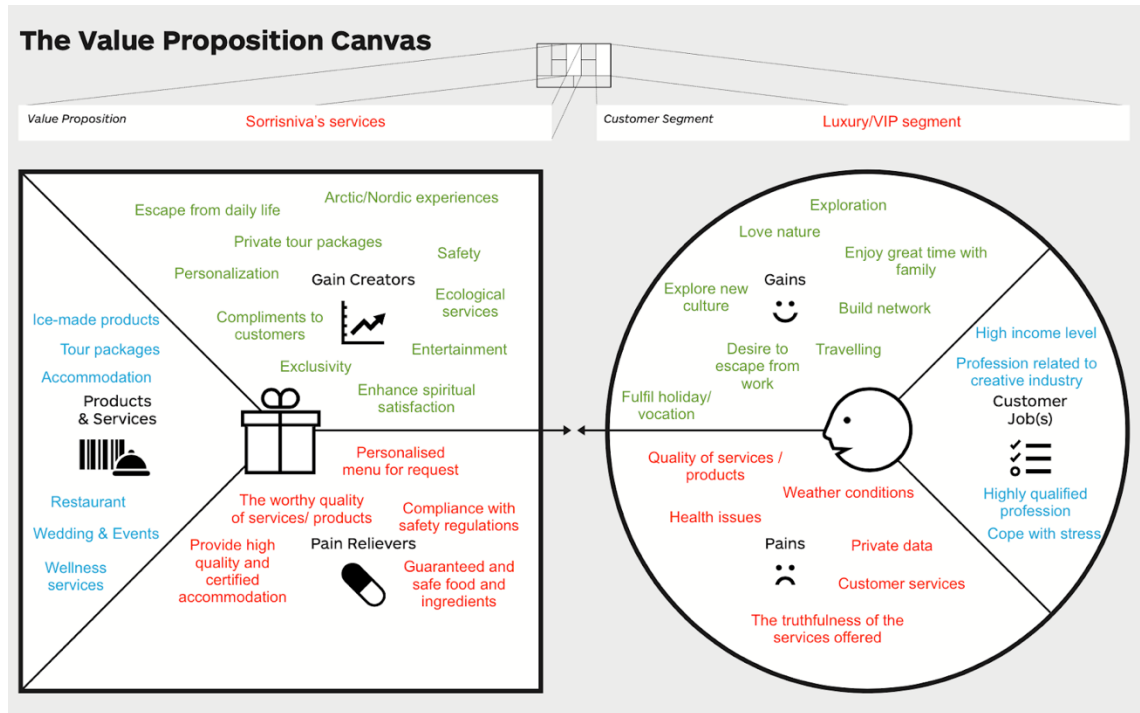 The Value Proposition Canvas
Value Proposition
Sorrisniva's services
Customer Segment
Luxury/VIP segment
Escape from daily life
Arctic/Nordic experiences
Private tour packages
Safety
Personalization
Gain Creators
Ecological
services
Compliments to
customers
Entertainment
Exclusivity
Enhance spiritual
satisfaction
Ice-made products
Tour packages
Accommodation
Products
& Services
Restaurant
Wedding & Events
Wellness
services
Personalised
menu for request
The worthy quality
of services/ products
Compliance with
safety regulations
Provide high
quality and
certified
accommodation
Pain Relievers
Guaranteed and
safe food and
ingredients
Exploration
Love nature
Enjoy great time with
family
Gains
Explore new
culture
Build network
Desire to
escape from
work
Travelling
Fulfil holiday/
vocation
High income level
Profession related to
creative industry
Customer
Job(s)
Highly qualified
profession
Cope with stress
Quality of services /
products
Weather conditions
Health issues
Pains
Private data
Customer services
The truthfulness of the
services offered